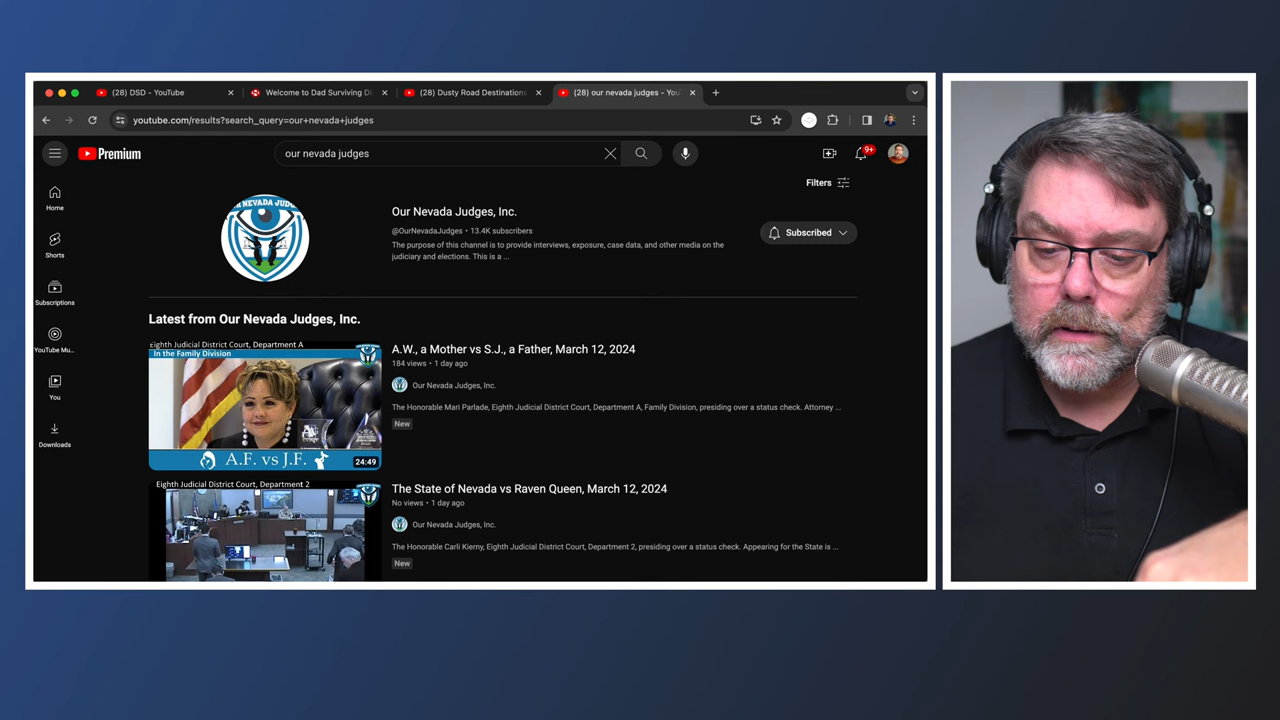 (28) DSD - YouTube
Welcome to Dad Surviving Di
(28) Dusty Road Destinations
(28) our nevada judges - You
youtube.com/results?search_query=our+nevada+judges
Premium
our nevada judges
9+
Filters
Home
Shorts
Subscriptions
YouTube Mu...
You
Downloads
R NEVADA JUDG
Our Nevada Judges, Inc.
@OurNevadaJudges • 13.4K subscribers
The purpose of this channel is to provide interviews, exposure, case data, and other media on the
judiciary and elections. This is a ...
Subscribed
Latest from Our Nevada Judges, Inc.
Eighth Judicial District Court, Department A
In the Family Division
A.F. vs J.F.
24:49
A.W., a Mother vs S.J., a Father, March 12, 2024
184 views • 1 day ago
Our Nevada Judges, Inc.
The Honorable Mari Parlade, Eighth Judicial District Court, Department A, Family Division, presiding over a status check. Attorney ...
New
Eighth Judicial District Court, Department 2
The State of Nevada vs Raven Queen, March 12, 2024
No views • 1 day ago
Our Nevada Judges, Inc.
The Honorable Carli Kierny, Eighth Judicial District Court, Department 2, presiding over a status check. Appearing for the State is ...
New